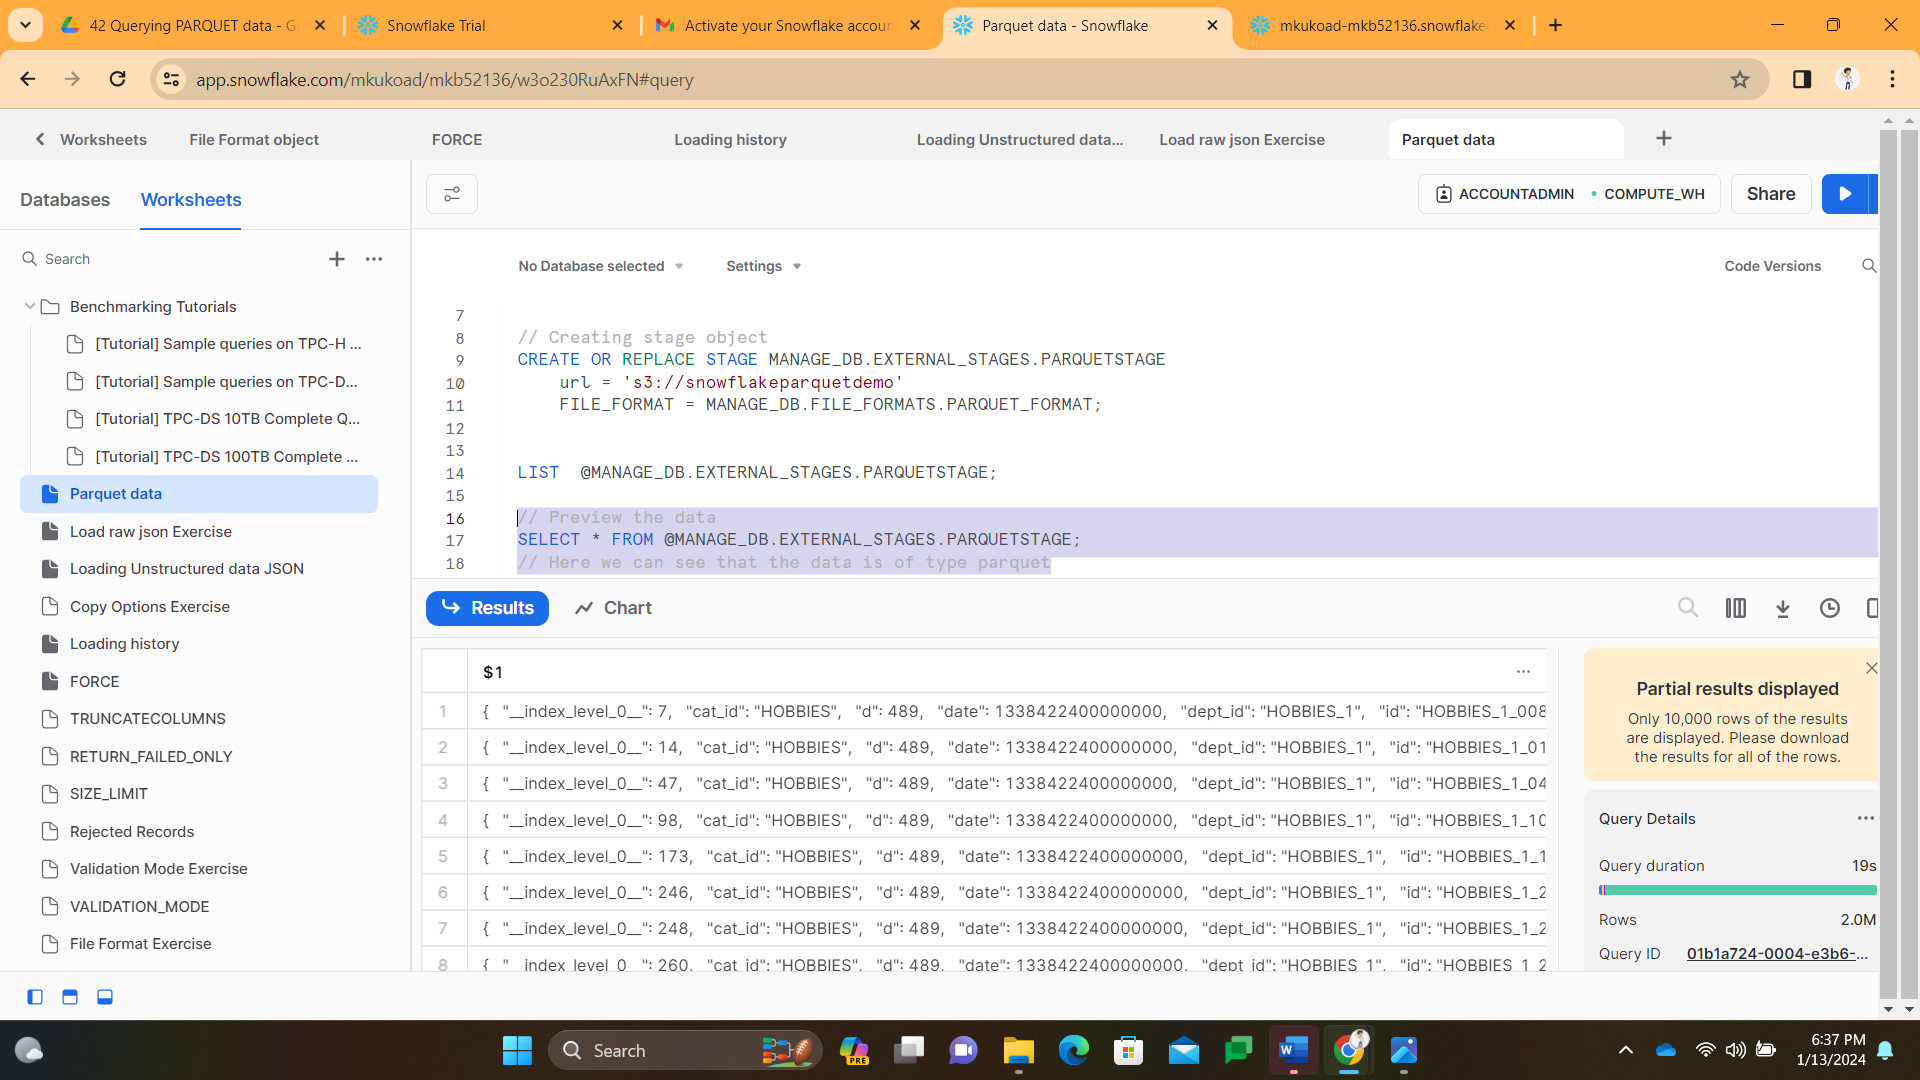 42 Querying PARQUET data - G
Snowflake Trial
Activate your Snowflake accoun
Parquet data - Snowflake
mkukoad-mkb52136.snowflake
app.snowflake.com/mkukoad/mkb52136/w3o230RuAxFN#query
Worksheets
File Format object
FORCE
Loading history
Loading Unstructured data...
Load raw json Exercise
Parquet data
Databases
Worksheets
ACCOUNTADMIN
COMPUTE_WH
Share
Search
No Database selected
Settings
Code Versions
Benchmarking Tutorials
[Tutorial] Sample queries on TPC-H ...
[Tutorial] Sample queries on TPC-D...
[Tutorial] TPC-DS 10TB Complete Q...
[Tutorial] TPC-DS 100TB Complete ...
Parquet data
Load raw json Exercise
Loading Unstructured data JSON
Copy Options Exercise
Loading history
FORCE
TRUNCATECOLUMNS
RETURN_FAILED_ONLY
SIZE_LIMIT
Rejected Records
Validation Mode Exercise
VALIDATION_MODE
File Format Exercise
7
8 // Creating stage object
9 CREATE OR REPLACE STAGE MANAGE_DB.EXTERNAL_STAGES.PARQUETSTAGE
10 url = 's3://snowflakeparquetdemo'
11 FILE_FORMAT = MANAGE_DB.FILE_FORMATS.PARQUET_FORMAT;
12
13
14 LIST @MANAGE_DB.EXTERNAL_STAGES.PARQUETSTAGE;
15
16 // Preview the data
17 SELECT * FROM @MANAGE_DB.EXTERNAL_STAGES.PARQUETSTAGE;
18 // Here we can see that the data is of type parquet
Results
Chart
$1
1 { "__index_level_0__": 7, "cat_id": "HOBBIES", "d": 489, "date": 1338422400000000, "dept_id": "HOBBIES_1", "id": "HOBBIES_1_008
2 { "__index_level_0__": 14, "cat_id": "HOBBIES", "d": 489, "date": 1338422400000000, "dept_id": "HOBBIES_1", "id": "HOBBIES_1_01
3 { "__index_level_0__": 47, "cat_id": "HOBBIES", "d": 489, "date": 1338422400000000, "dept_id": "HOBBIES_1", "id": "HOBBIES_1_04
4 { "__index_level_0__": 98, "cat_id": "HOBBIES", "d": 489, "date": 1338422400000000, "dept_id": "HOBBIES_1", "id": "HOBBIES_1_10
5 { "__index_level_0__": 173, "cat_id": "HOBBIES", "d": 489, "date": 1338422400000000, "dept_id": "HOBBIES_1", "id": "HOBBIES_1_1
6 { "__index_level_0__": 246, "cat_id": "HOBBIES", "d": 489, "date": 1338422400000000, "dept_id": "HOBBIES_1", "id": "HOBBIES_1_2
7 { "__index_level_0__": 248, "cat_id": "HOBBIES", "d": 489, "date": 1338422400000000, "dept_id": "HOBBIES_1", "id": "HOBBIES_1_2
8 { "__index_level_0__": 260, "cat_id": "HOBBIES", "d": 489, "date": 1338422400000000, "dept_id": "HOBBIES_1", "id": "HOBBIES_1_2
Partial results displayed
Only 10,000 rows of the results
are displayed. Please download
the results for all of the rows.
Query Details
Query duration 19s
Rows 2.0M
Query ID 01b1a724-0004-e3b6-...
Search
PRE
6:37 PM
1/13/2024